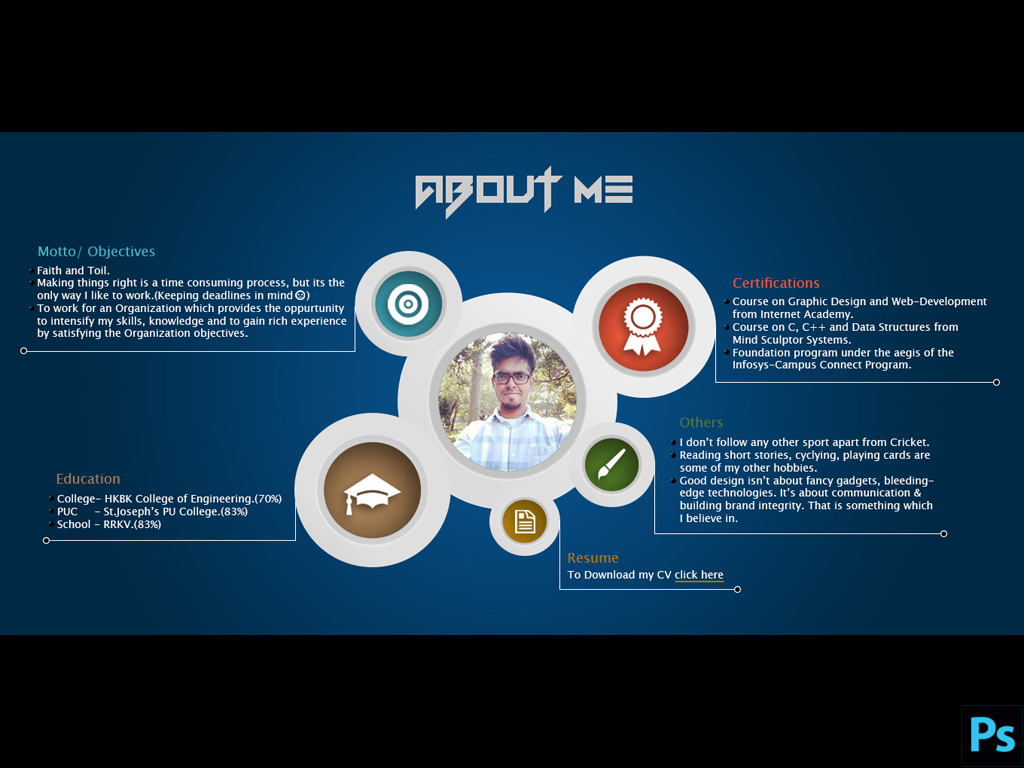 ABOUT ME
Motto/ Objectives
Faith and Toil.
Making things right is a time consuming process, but its the
only way I like to work.(Keeping deadlines in mind☺)
To work for an Organization which provides the oppurtunity
to intensify my skills, knowledge and to gain rich experience
by satisfying the Organization objectives.
Certifications
Course on Graphic Design and Web-Development
from Internet Academy.
Course on C, C++ and Data Structures from
Mind Sculptor Systems.
Foundation program under the aegis of the
Infosys-Campus Connect Program.
Others
I don't follow any other sport apart from Cricket.
Reading short stories, cyclying, playing cards are
some of my other hobbies.
Good design isn't about fancy gadgets, bleeding-
edge technologies. It's about communication &
building brand integrity. That is something which
I believe in.
Education
College- HKBK College of Engineering.(70%)
PUC - St.Joseph's PU College.(83%)
School - RRKV.(83%)
Resume
To Download my CV click here
Ps